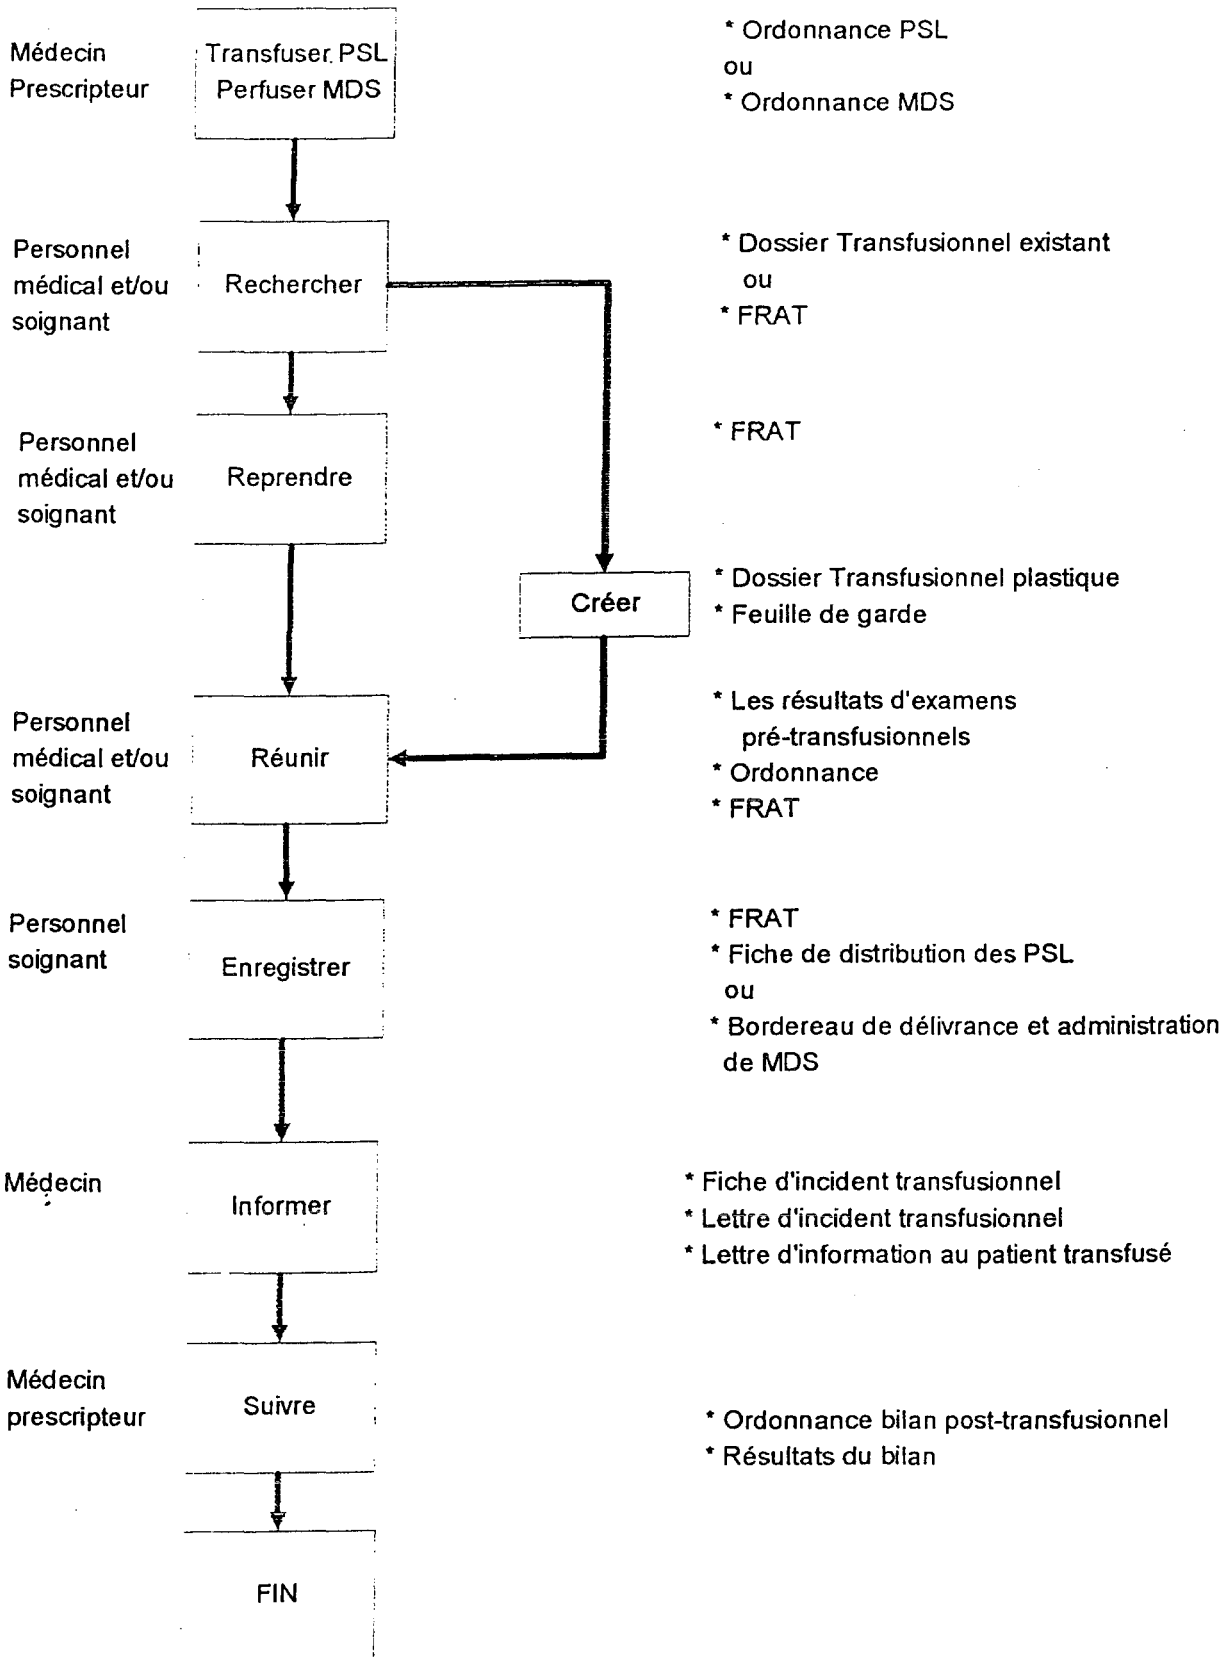 Médecin
Prescripteur
Transfuser. PSL
Perfuser MDS
* Ordonnance PSL
ou
* Ordonnance MDS
Personnel
médical et/ou
soignant
Rechercher
* Dossier Transfusionnel existant
ou
* FRAT
Personnel
médical et/ou
soignant
Reprendre
* FRAT
Créer
* Dossier Transfusionnel plastique
* Feuille de garde
Personnel
médical et/ou
soignant
Réunir
* Les résultats d'examens
pré-transfusionnels
* Ordonnance
* FRAT
Personnel
soignant
Enregistrer
* FRAT
* Fiche de distribution des PSL
ou
* Bordereau de délivrance et administration
de MDS
Médecin
Informer
* Fiche d'incident transfusionnel
* Lettre d'incident transfusionnel
* Lettre d'information au patient transfusé
Médecin
prescripteur
Suivre
* Ordonnance bilan post-transfusionnel
* Résultats du bilan
FIN